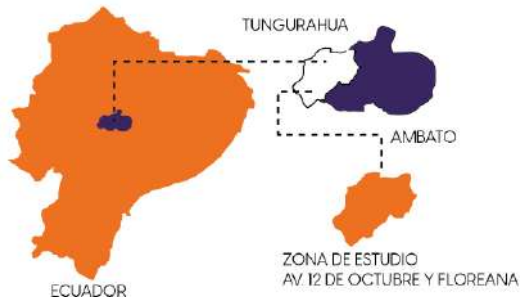 TUNGURAHUA
AMBATO
ZONA DE ESTUDIO
AV. 12 DE OCTUBRE Y FLOREANA
ECUADOR